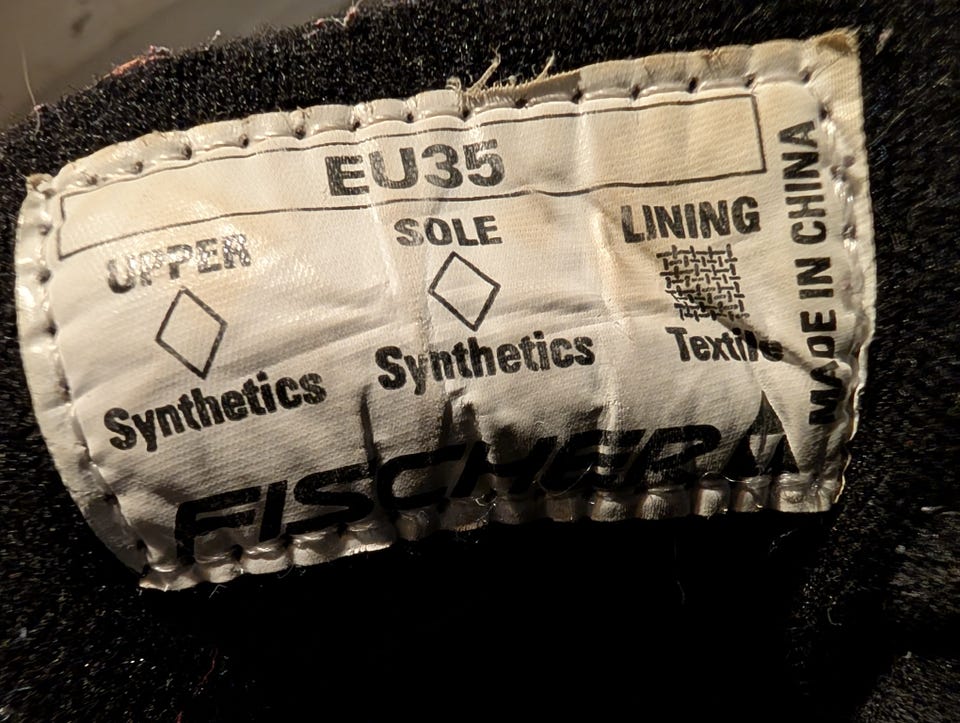 EU35
UPPER
Synthetics
SOLE
Synthetics
LINING
Textile
FISCHER
MADE IN CHINA